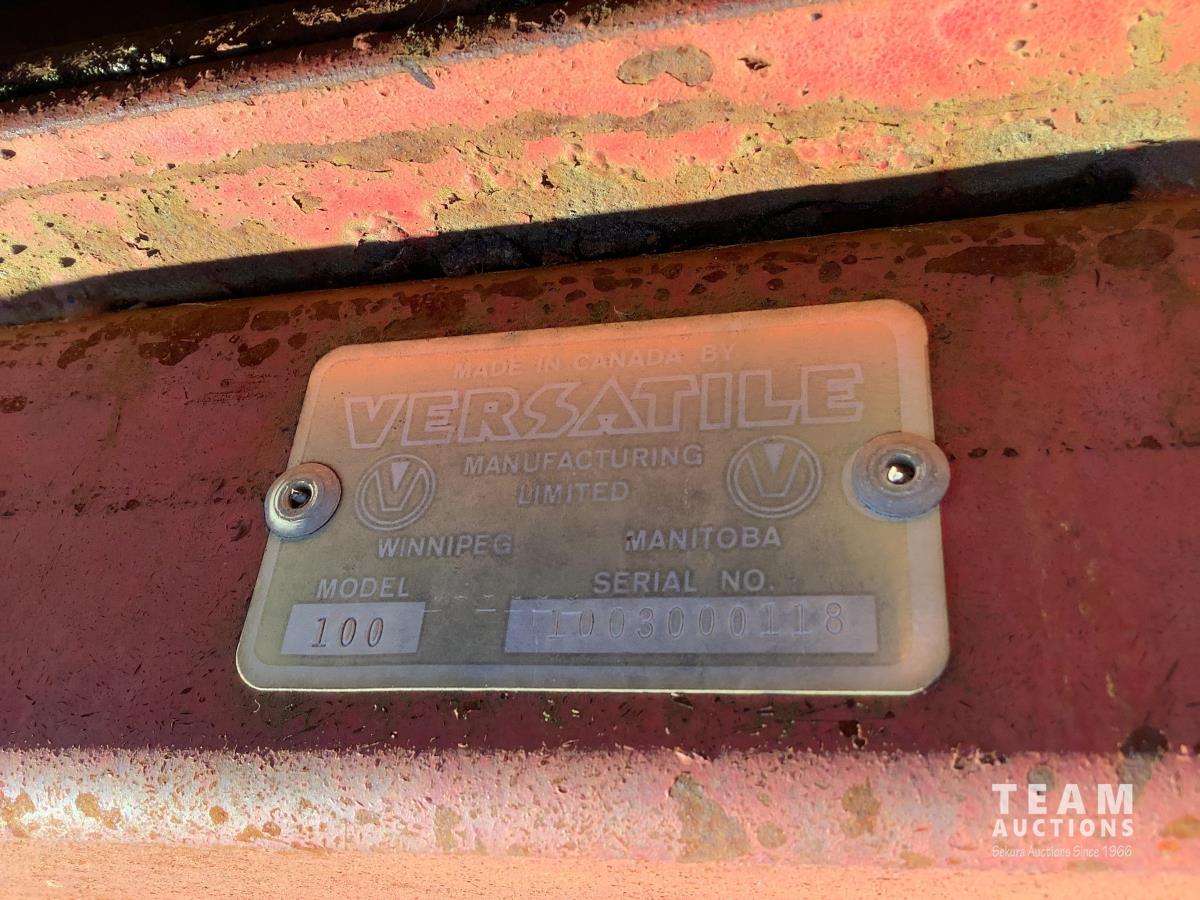 MADE IN CANADA BY
VERSATILE
MANUFACTURING
LIMITED
WINNIPEG MANITOBA
MODEL SERIAL NO.
100 1003000118
TEAM
AUCTIONS
Sekura Auctions Since 1966